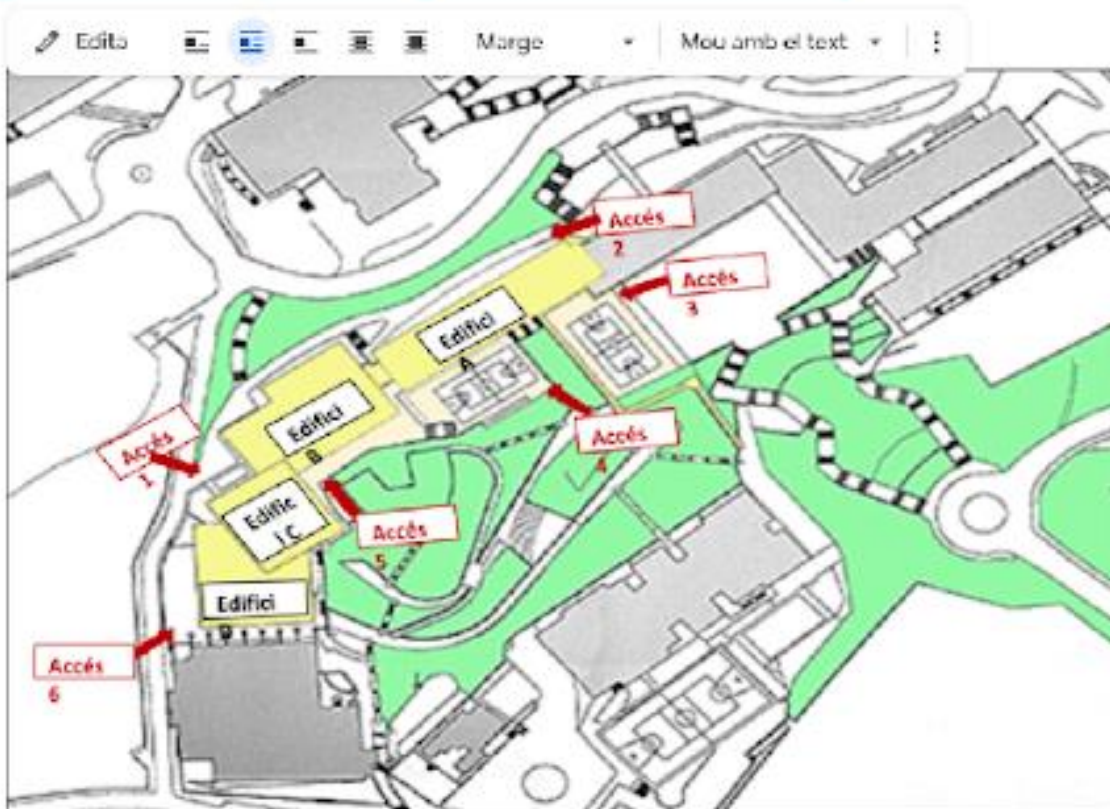 Edita
Marge
Mou amb el text
Accés
2
Accés
3
Edifici
A
Edifici
B
Accés
4
Accés
1
Edific
i C
Accés
5
Edifici
D
Accés
6